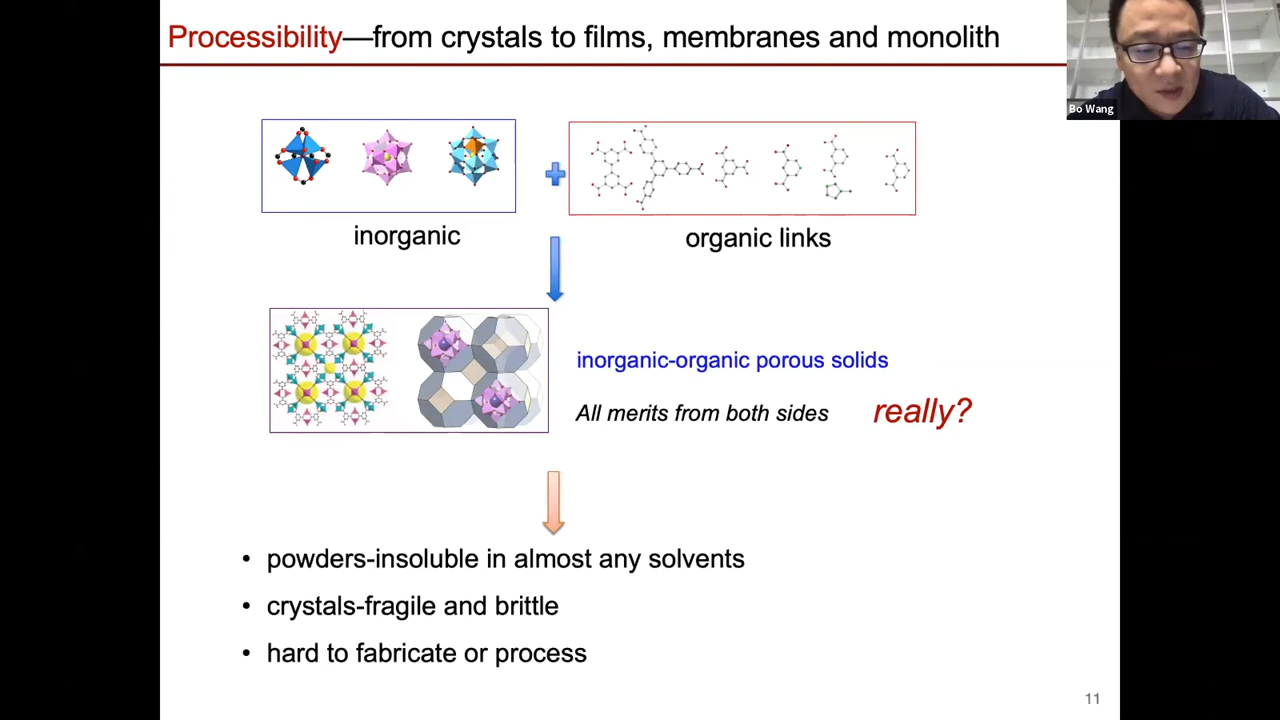 Processibility—from crystals to films, membranes and monolith
Bo Wang
inorganic
organic links
inorganic-organic porous solids
All merits from both sides really?
• powders-insoluble in almost any solvents
• crystals-fragile and brittle
• hard to fabricate or process
11